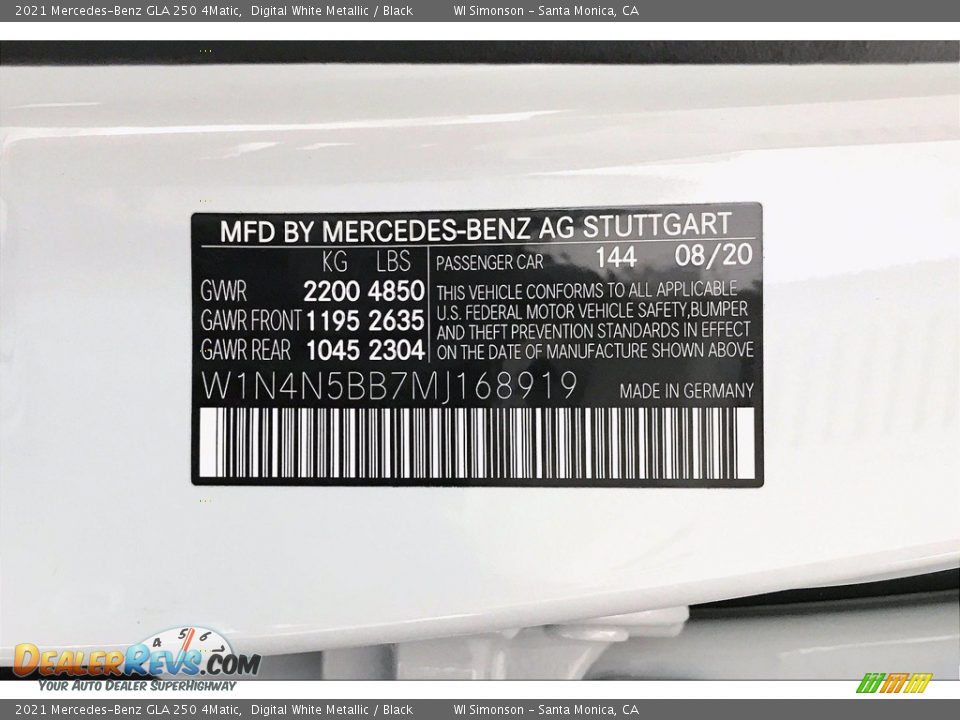 2021 Mercedes-Benz GLA 250 4Matic, Digital White Metallic / Black WI Simonson - Santa Monica, CA
MFD BY MERCEDES-BENZ AG STUTTGART
KG LBS
GVWR 2200 4850
GAWR FRONT 1195 2635
GAWR REAR 1045 2304
PASSENGER CAR 144 08/20
THIS VEHICLE CONFORMS TO ALL APPLICABLE
U.S. FEDERAL MOTOR VEHICLE SAFETY, BUMPER
AND THEFT PREVENTION STANDARDS IN EFFECT
ON THE DATE OF MANUFACTURE SHOWN ABOVE
W1N4N5BB7MJ168919 MADE IN GERMANY
4 5 6 7
DEALERREVS.COM
YOUR AUTO DEALER SUPERHIGHWAY
2021 Mercedes-Benz GLA 250 4Matic, Digital White Metallic / Black WI Simonson - Santa Monica, CA